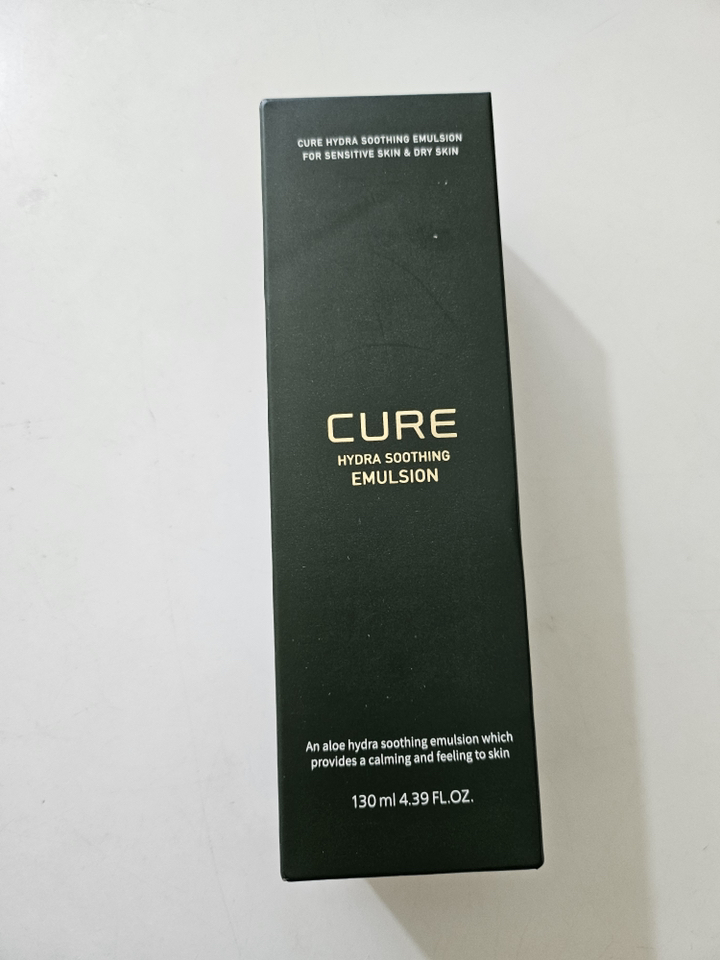 CURE HYDRA SOOTHING EMULSION
FOR SENSITIVE SKIN & DRY SKIN
CURE
HYDRA SOOTHING
EMULSION
An aloe hydra soothing emulsion which
provides a calming and feeling to skin
130 ml 4.39 FL.OZ.